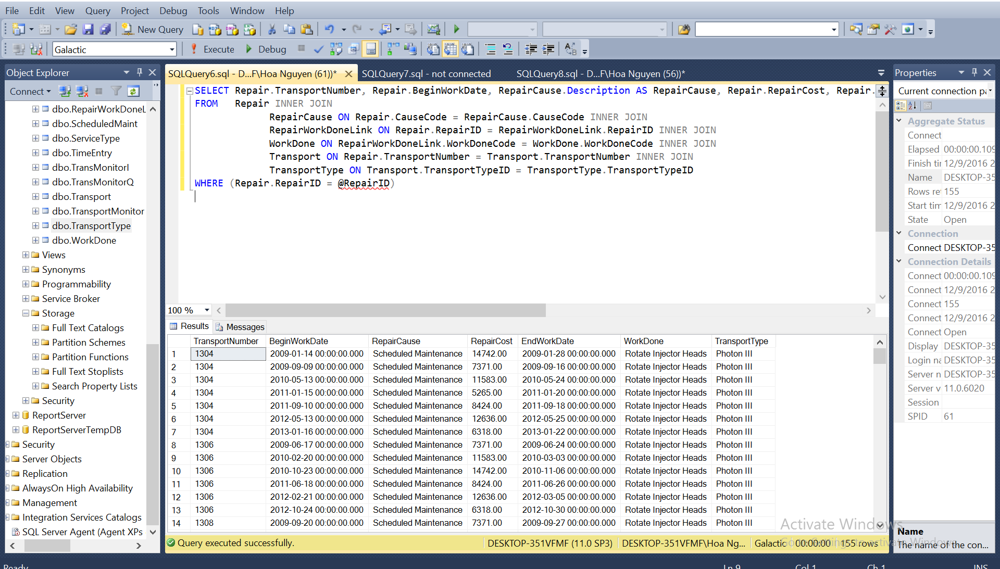 File Edit View Query Project Debug Tools Window Help
New Query
Galactic Execute Debug
Object Explorer
Connect
dbo.RepairWorkDoneL
dbo.ScheduledMaint
dbo.ServiceType
dbo.TimeEntry
dbo.TransMonitorI
dbo.TransMonitorQ
dbo.Transport
dbo.TransportMonitor
dbo.TransportType
dbo.WorkDone
Views
Synonyms
Programmability
Service Broker
Storage
Full Text Catalogs
Partition Schemes
Partition Functions
Full Text Stoplists
Search Property Lists
Security
ReportServer
ReportServerTempDB
Security
Server Objects
Replication
AlwaysOn High Availability
Management
Integration Services Catalogs
SQL Server Agent (Agent XPs
SQLQuery6.sql - D...F\Hoa Nguyen (61))* SQLQuery7.sql - not connected SQLQuery8.sql - D...F\Hoa Nguyen (56))*
SELECT Repair.TransportNumber, Repair.BeginWorkDate, RepairCause.Description AS RepairCause, Repair.RepairCost, Repair.
FROM Repair INNER JOIN
RepairCause ON Repair.CauseCode = RepairCause.CauseCode INNER JOIN
RepairWorkDoneLink ON Repair.RepairID = RepairWorkDoneLink.RepairID INNER JOIN
WorkDone ON RepairWorkDoneLink.WorkDoneCode = WorkDone.WorkDoneCode INNER JOIN
Transport ON Repair.TransportNumber = Transport.TransportNumber INNER JOIN
TransportType ON Transport.TransportTypeID = TransportType.TransportTypeID
WHERE (Repair.RepairID = @RepairID)
100 %
Results Messages
TransportNumber BeginWorkDate RepairCause RepairCost EndWorkDate WorkDone TransportType
1 1304 2009-01-14 00:00:00.000 Scheduled Maintenance 14742.00 2009-01-28 00:00:00.000 Rotate Injector Heads Photon III
2 1304 2009-09-09 00:00:00.000 Scheduled Maintenance 7371.00 2009-09-16 00:00:00.000 Rotate Injector Heads Photon III
3 1304 2010-05-13 00:00:00.000 Scheduled Maintenance 11583.00 2010-05-24 00:00:00.000 Rotate Injector Heads Photon III
4 1304 2011-01-15 00:00:00.000 Scheduled Maintenance 5265.00 2011-01-20 00:00:00.000 Rotate Injector Heads Photon III
5 1304 2011-09-10 00:00:00.000 Scheduled Maintenance 8424.00 2011-09-18 00:00:00.000 Rotate Injector Heads Photon III
6 1304 2012-05-13 00:00:00.000 Scheduled Maintenance 12636.00 2012-05-25 00:00:00.000 Rotate Injector Heads Photon III
7 1304 2013-01-16 00:00:00.000 Scheduled Maintenance 6318.00 2013-01-22 00:00:00.000 Rotate Injector Heads Photon III
8 1306 2009-06-17 00:00:00.000 Scheduled Maintenance 7371.00 2009-06-24 00:00:00.000 Rotate Injector Heads Photon III
9 1306 2010-02-20 00:00:00.000 Scheduled Maintenance 11583.00 2010-03-03 00:00:00.000 Rotate Injector Heads Photon III
10 1306 2010-10-23 00:00:00.000 Scheduled Maintenance 14742.00 2010-11-06 00:00:00.000 Rotate Injector Heads Photon III
11 1306 2011-06-18 00:00:00.000 Scheduled Maintenance 8424.00 2011-06-26 00:00:00.000 Rotate Injector Heads Photon III
12 1306 2012-02-21 00:00:00.000 Scheduled Maintenance 12636.00 2012-03-05 00:00:00.000 Rotate Injector Heads Photon III
13 1306 2012-10-24 00:00:00.000 Scheduled Maintenance 6318.00 2012-10-30 00:00:00.000 Rotate Injector Heads Photon III
14 1308 2009-09-20 00:00:00.000 Scheduled Maintenance 7371.00 2009-09-27 00:00:00.000 Rotate Injector Heads Photon III
Query executed successfully. DESKTOP-351VFMF (11.0 SP3) DESKTOP-351VFMF\Hoa Ng... Galactic 00:00:00 155 rows
Properties
Current connection pa
Aggregate Status
Connect
Elapsed 00:00:00.109
Finish tir 12/9/2016 2
Name DESKTOP-35
Rows re 155
Start tim 12/9/2016 2
State Open
Connection
Connect DESKTOP-35
Connection Details
Connect 00:00:00.109
Connect 12/9/2016 2
Connect 155
Connect 12/9/2016 2
Connect Open
Display DESKTOP-35
Login na DESKTOP-35
Server n DESKTOP-35
Server v 11.0.6020
Session
SPID 61
Name
The name of the con...
Activate Windows
Go to Settings to activate Windows.
Ready Ln 9 Col 1 Ch 1 INS